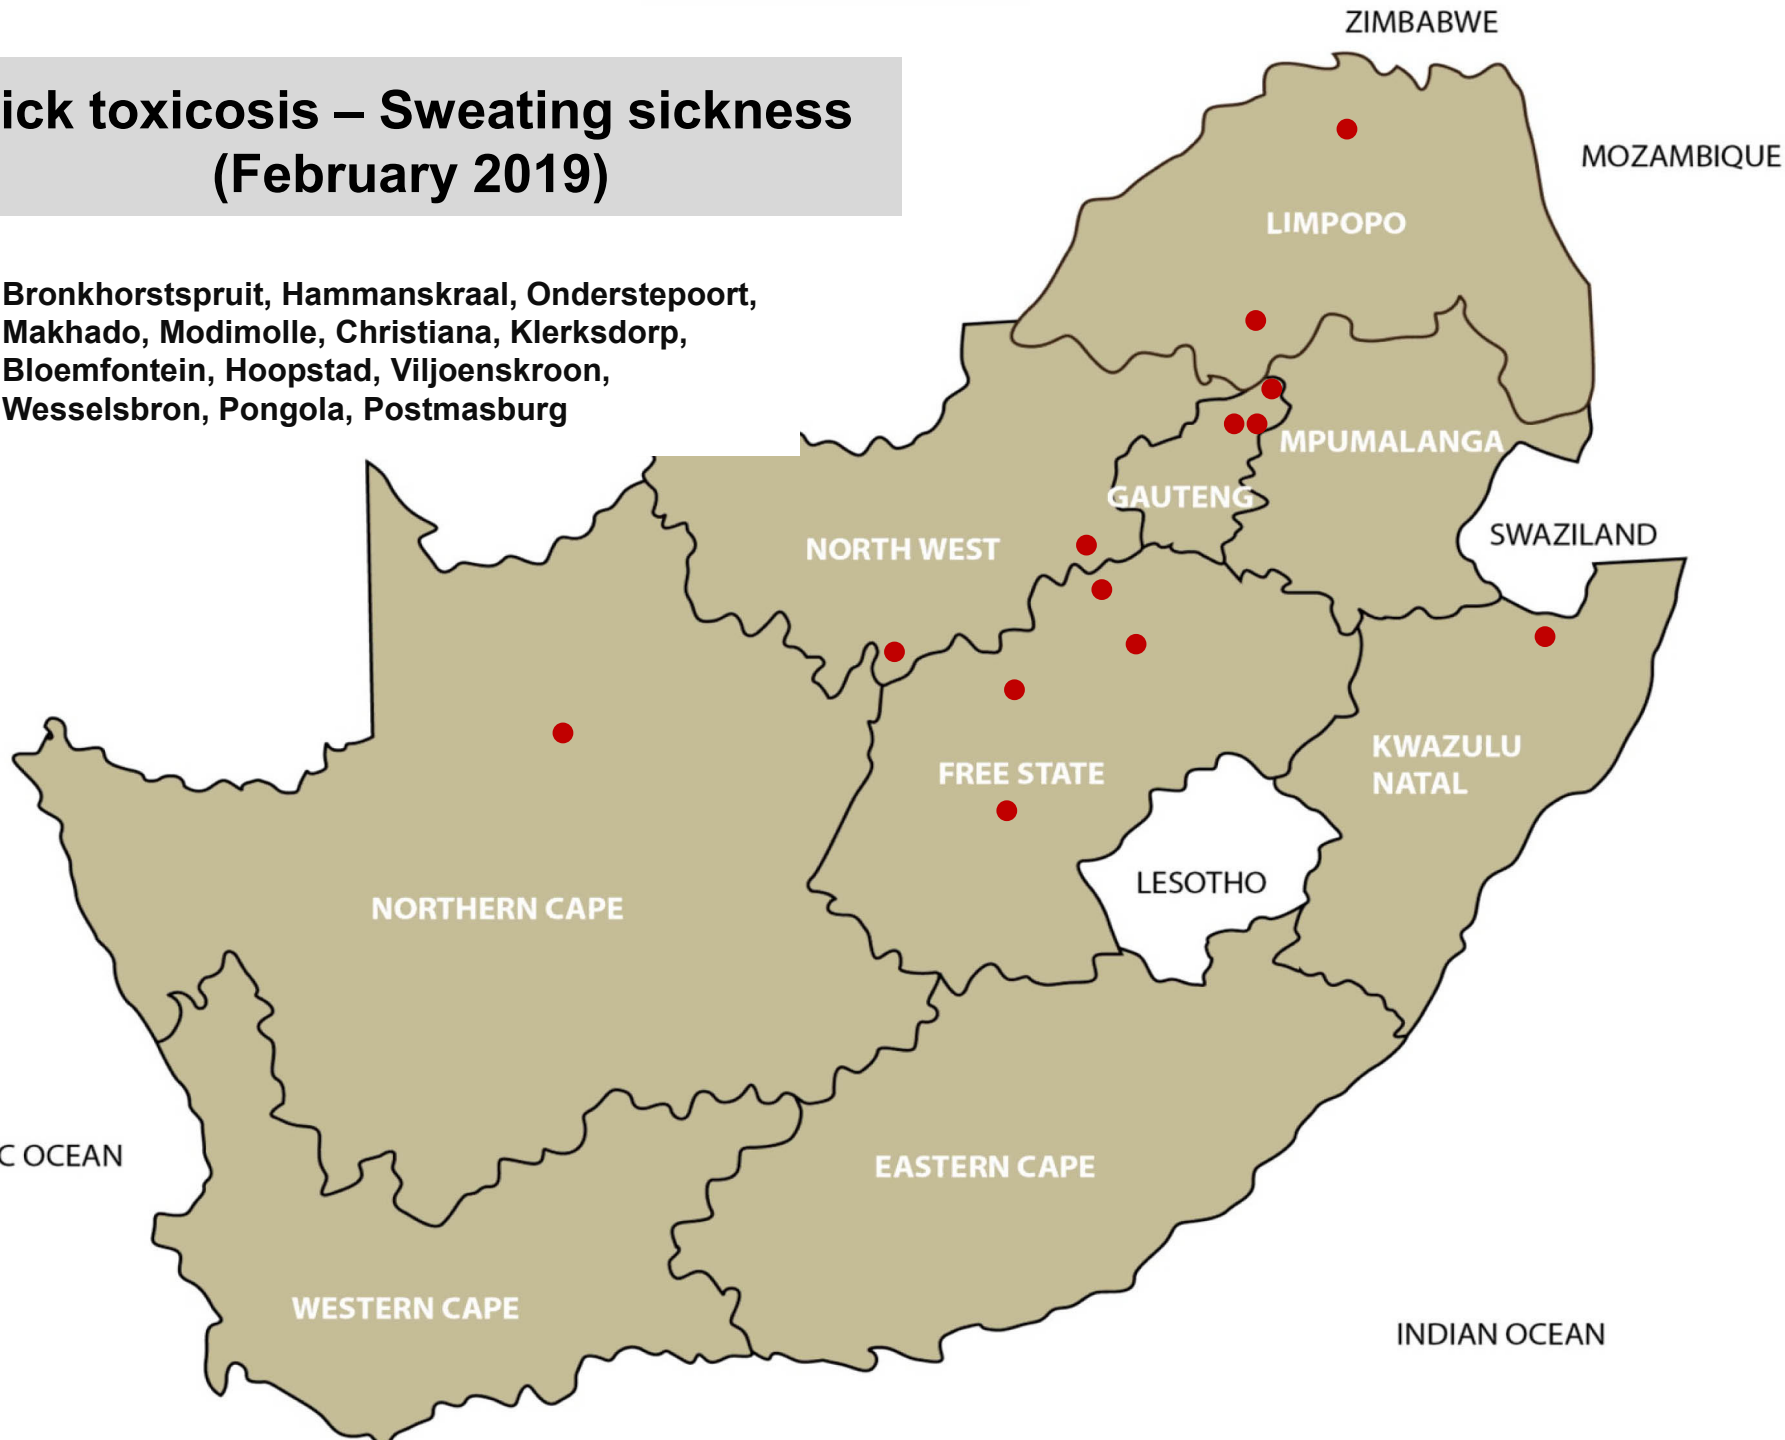 ick toxicosis – Sweating sickness
(February 2019)
Bronkhorstspruit, Hammanskraal, Onderstepoort,
Makhado, Modimolle, Christiana, Klerksdorp,
Bloemfontein, Hoopstad, Viljoenskroon,
Wesselsbron, Pongola, Postmasburg
ZIMBABWE
MOZAMBIQUE
LIMPOPO
MPUMALANGA
GAUTENG
NORTH WEST
SWAZILAND
KWAZULU
NATAL
FREE STATE
LESOTHO
NORTHERN CAPE
C OCEAN
EASTERN CAPE
WESTERN CAPE
INDIAN OCEAN